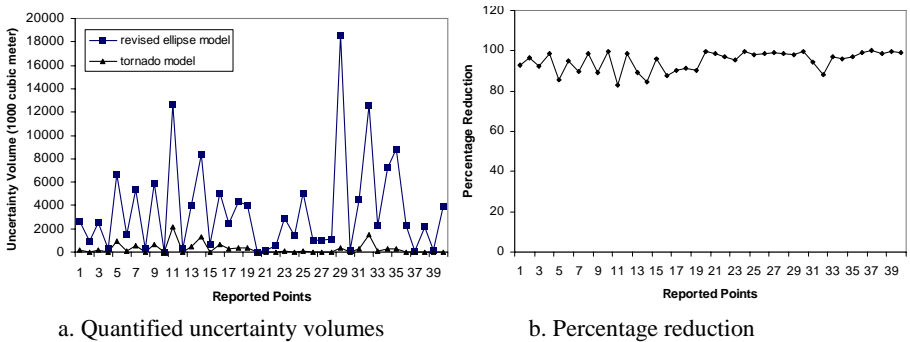 20000
18000
16000
14000
12000
10000
8000
6000
4000
2000
0
Uncertainty Volume (1000 cubic meter)
revised ellipse model
tornado model
1 3 5 7 9 11 13 15 17 19 21 23 25 27 29 31 33 35 37 39
Reported Points
a. Quantified uncertainty volumes
120
100
80
60
40
20
0
Percentage Reduction
1 3 5 7 9 11 13 15 17 19 21 23 25 27 29 31 33 35 37 39
Reported Points
b. Percentage reduction